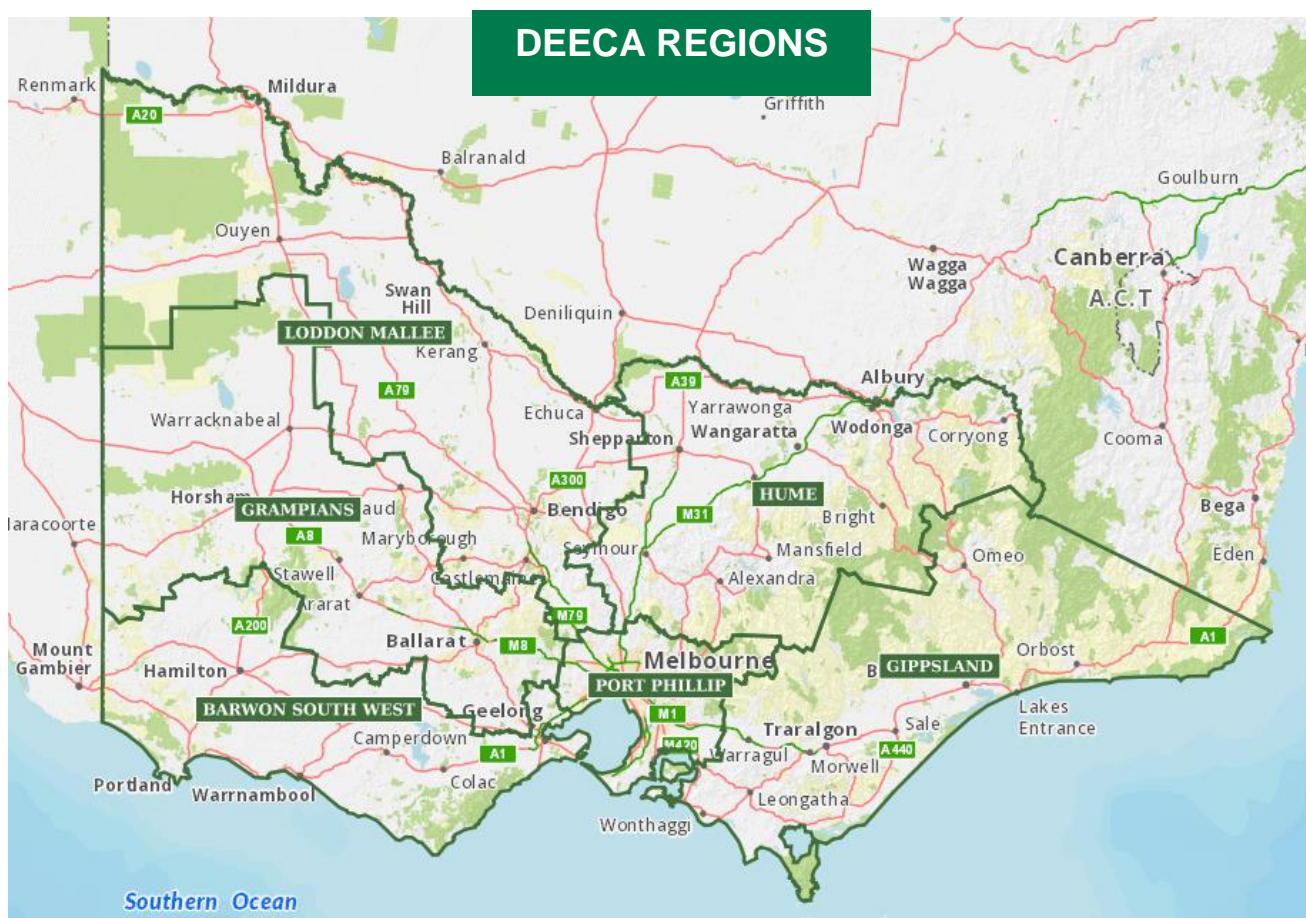 DEECA REGIONS
Renmark
Mildura
A20
Griffith
Balranald
Goulburn
Ouyen
Canberra
Wagga
Wagga
A.C.T
Swan
Hill
Deniliquin
LODDON MALLEE
Kerang
A79
A39
Albury
Echuca
Yarrawonga
Warracknabeal
Shepparton
Wangaratta
Wodonga
Corryong
Cooma
A300
Horsham
HUME
GRAMPIANS
aud
Bendigo
Bega
M31
Bright
aracoorte
A8
Maryborough
Seymour
Mansfield
Omeo
Eden
Stawell
Castlemaine
Alexandra
Ararat
M79
A200
A1
Ballarat
M8
Mount
Gambier
Hamilton
Melbourne
B
GIPPSLAND
Orbost
PORT PHILLIP
BARWON SOUTH WEST
Geelong
M1
Lakes
Entrance
Traralgon
Sale
Camperdown
A1
M420
Warragul
A440
Morwell
Portland
Warrnambool
Colac
Leongatha
Wonthaggi
Southern Ocean